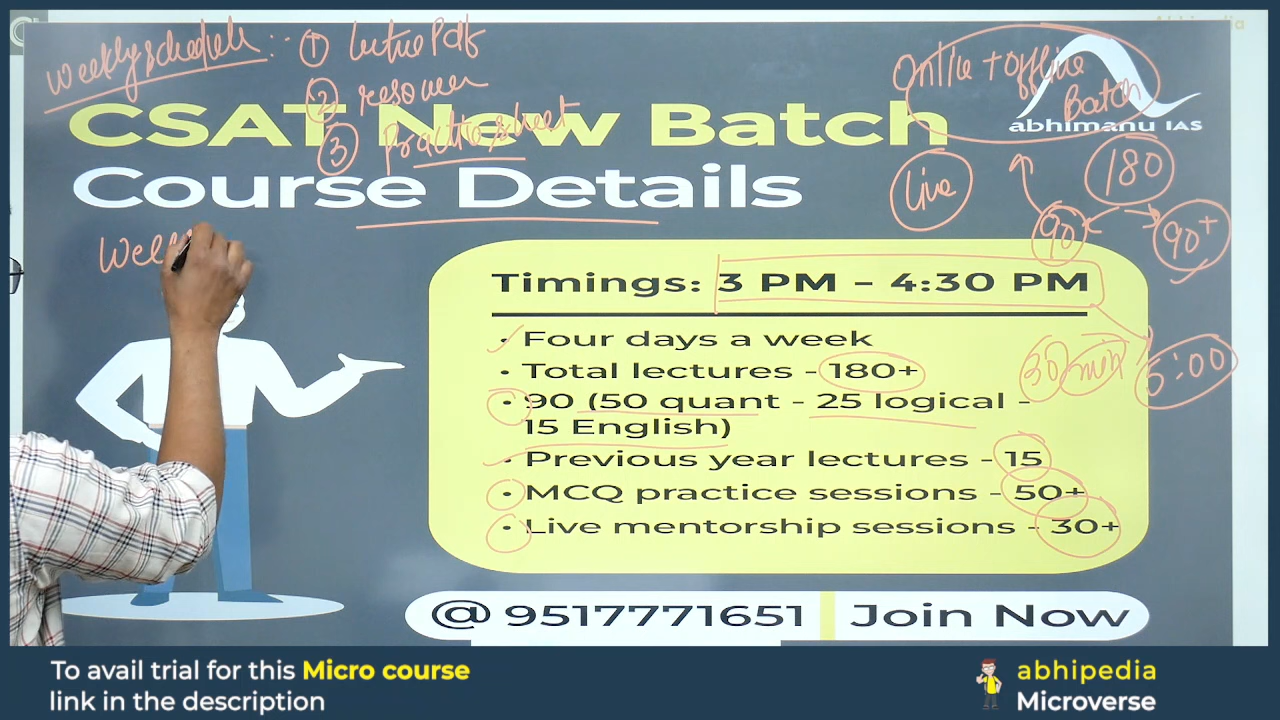 Abhipedia
Weekly schedule :- ① Lecture Pdf
② resource
③ Practice sheet
Online + offline
Batch
abhimanu IAS
CSAT New Batch
Course Details
Live
180
90
90+
Timings: 3 PM – 4:30 PM
• Four days a week
• Total lectures - 180+
• 90 (50 quant - 25 logical -
15 English)
• Previous year lectures - 15
• MCQ practice sessions - 50+
• Live mentorship sessions - 30+
30 min
5:00
@ 9517771651 Join Now
To avail trial for this Micro course
link in the description
abhipedia
Microverse